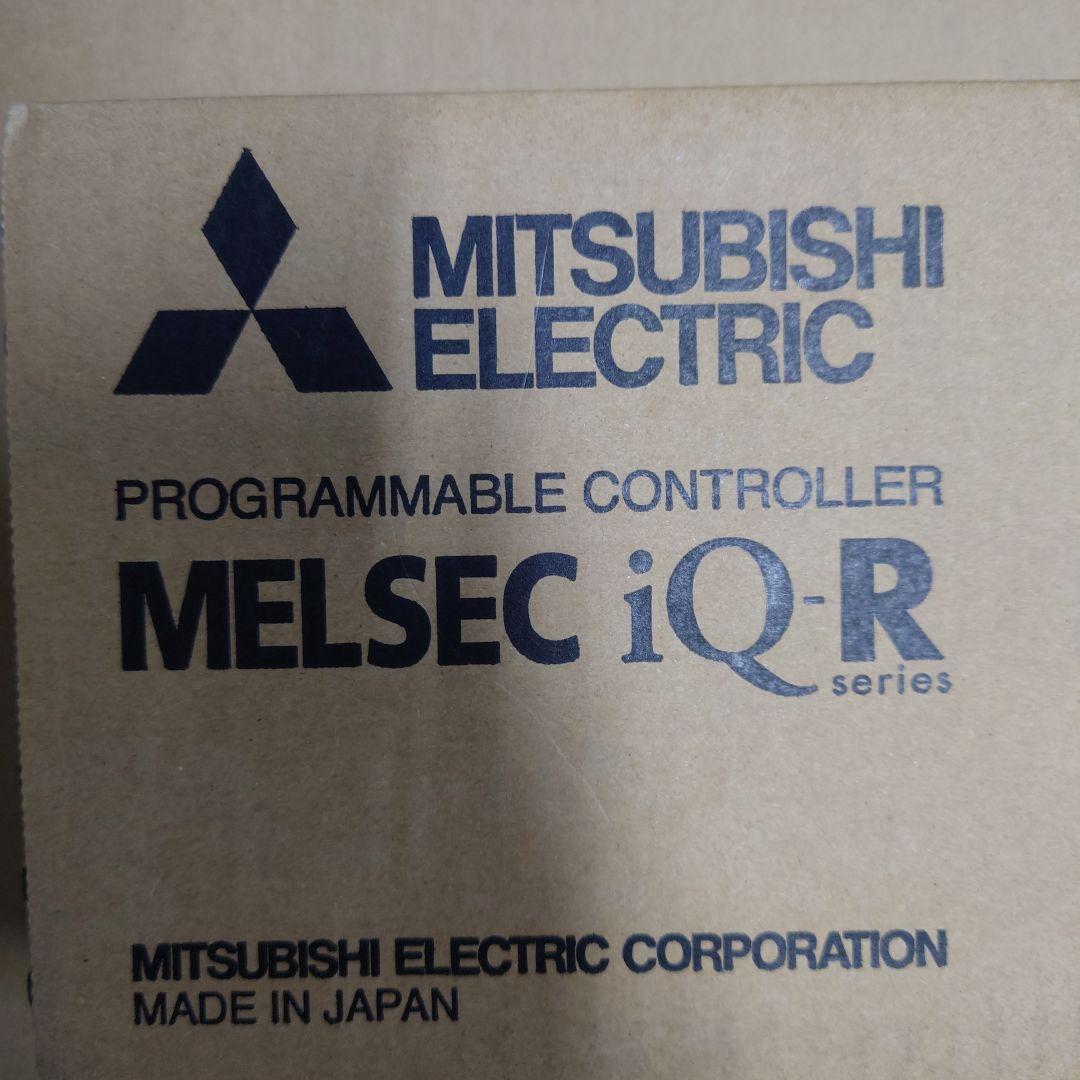 MITSUBISHI
ELECTRIC
PROGRAMMABLE CONTROLLER
MELSEC iQ-R
series
MITSUBISHI ELECTRIC CORPORATION
MADE IN JAPAN